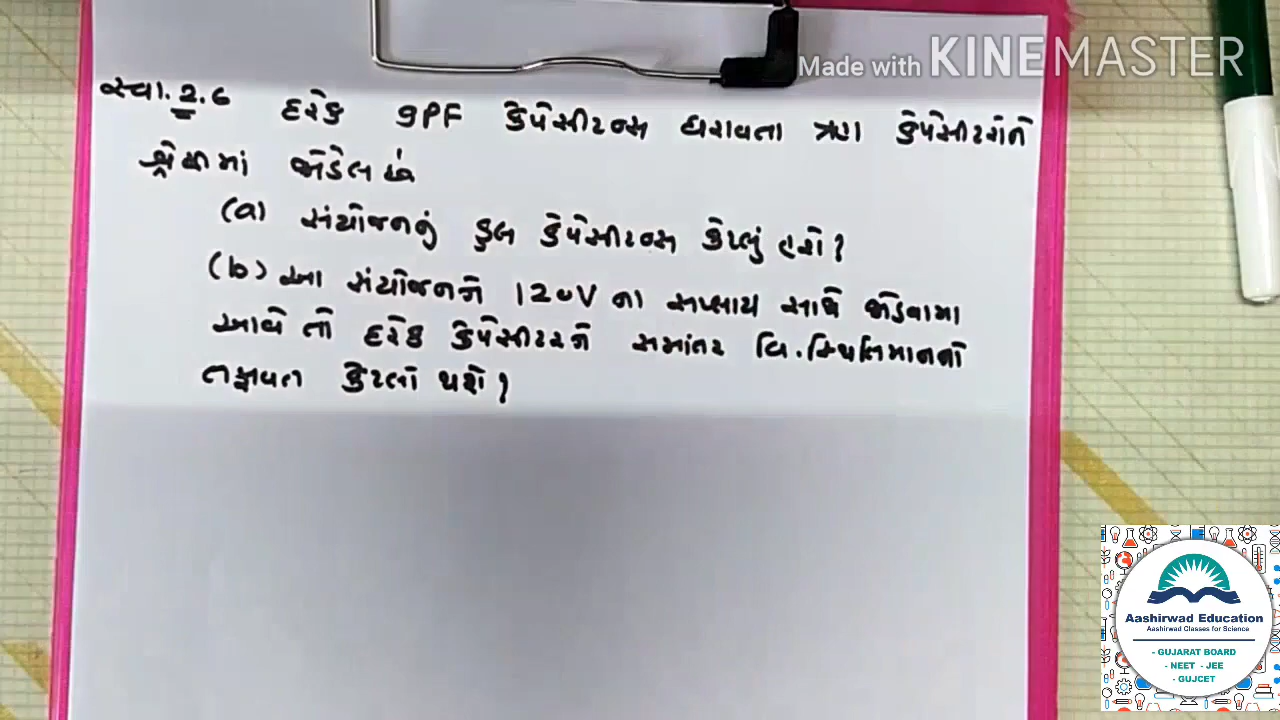 Made with KINEMASTER
સ્વા. 2.6 દરેક 9PF કેપેસીટન્સ ધરાવતા ત્રણ કેપેસીટરોને
શ્રેણીમાં જોડેલ છે
(a) સંયોજનનું કુલ કેપેસીટન્સ કેટલું હશે?
(b) આ સંયોજનને 120V ના સપ્લાય સાથે જોડવામા
આવે તો દરેક કેપેસીટરને સમાંતર વિ.સ્થિતિમાનનો
તફાવત કેટલો થશે?
Aashirwad Education
Aashirwad Classes for Science
- GUJARAT BOARD
- NEET - JEE
- GUJCET